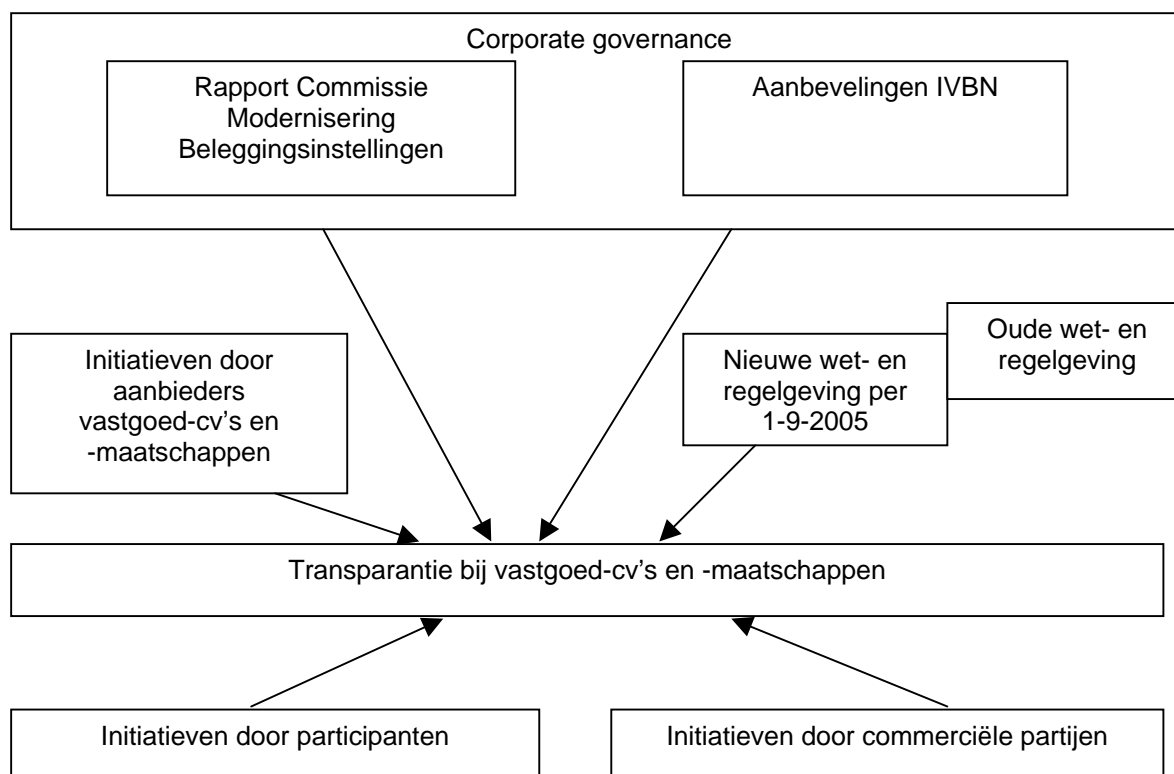 Corporate governance
Rapport Commissie
Modernisering
Beleggingsinstellingen
Aanbevelingen IVBN
Initiatieven door
aanbieders
vastgoed-cv's en
-maatschappen
Nieuwe wet- en
regelgeving per
1-9-2005
Oude wet- en
regelgeving
Transparantie bij vastgoed-cv's en -maatschappen
Initiatieven door participanten
Initiatieven door commerciële partijen